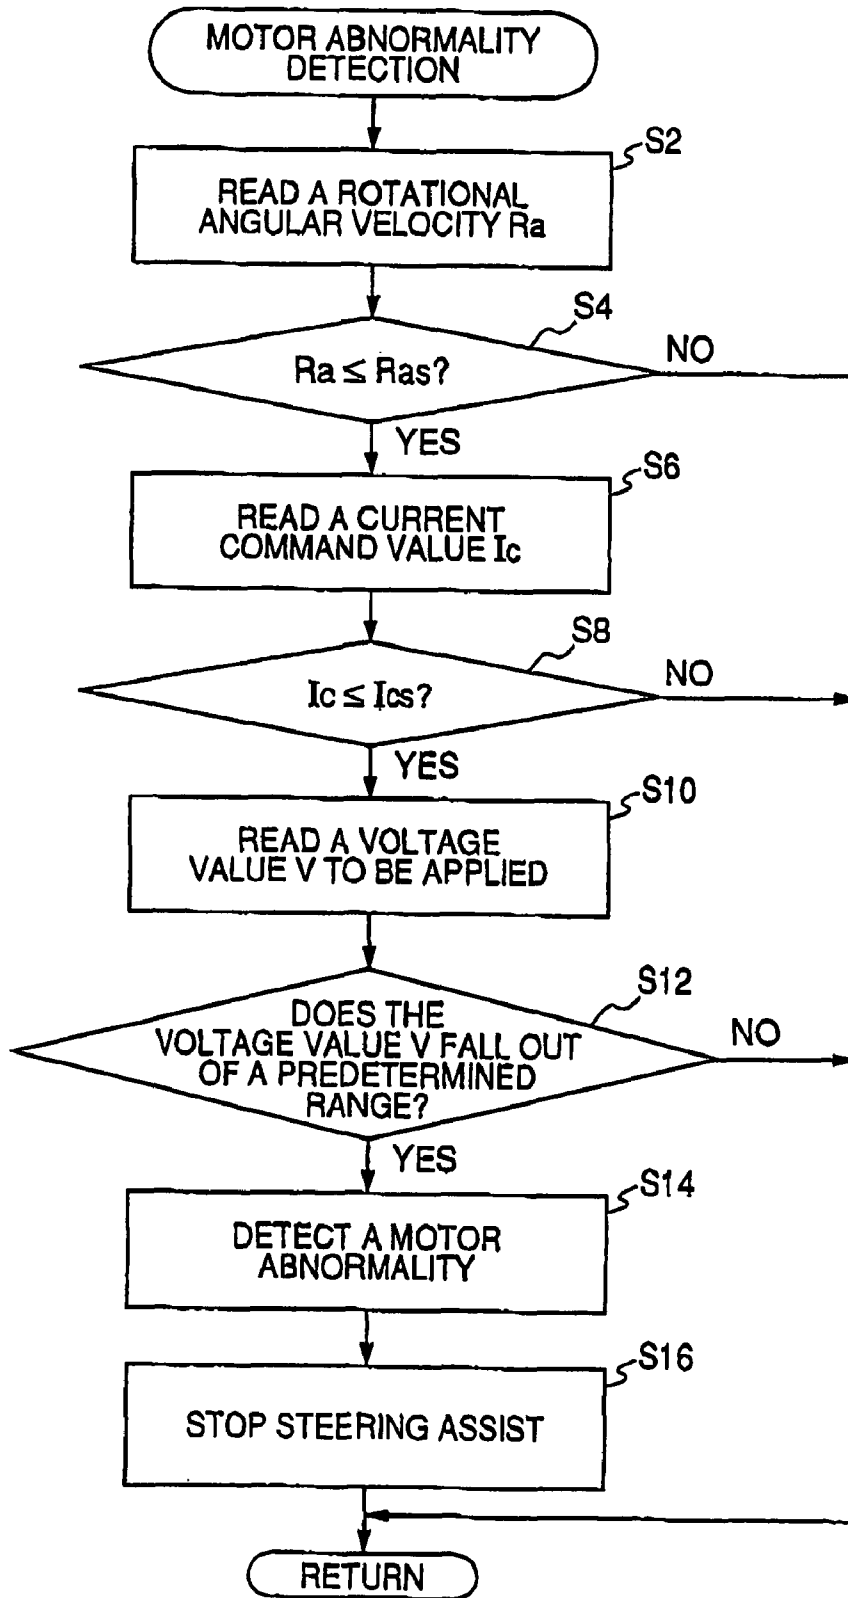 MOTOR ABNORMALITY
DETECTION
S2
READ A ROTATIONAL
ANGULAR VELOCITY Ra
S4
Ra ≤ Ras?
NO
YES
S6
READ A CURRENT
COMMAND VALUE Ic
S8
Ic ≤ Ics?
NO
YES
S10
READ A VOLTAGE
VALUE V TO BE APPLIED
S12
DOES THE
VOLTAGE VALUE V FALL OUT
OF A PREDETERMINED
RANGE?
NO
YES
S14
DETECT A MOTOR
ABNORMALITY
S16
STOP STEERING ASSIST
RETURN